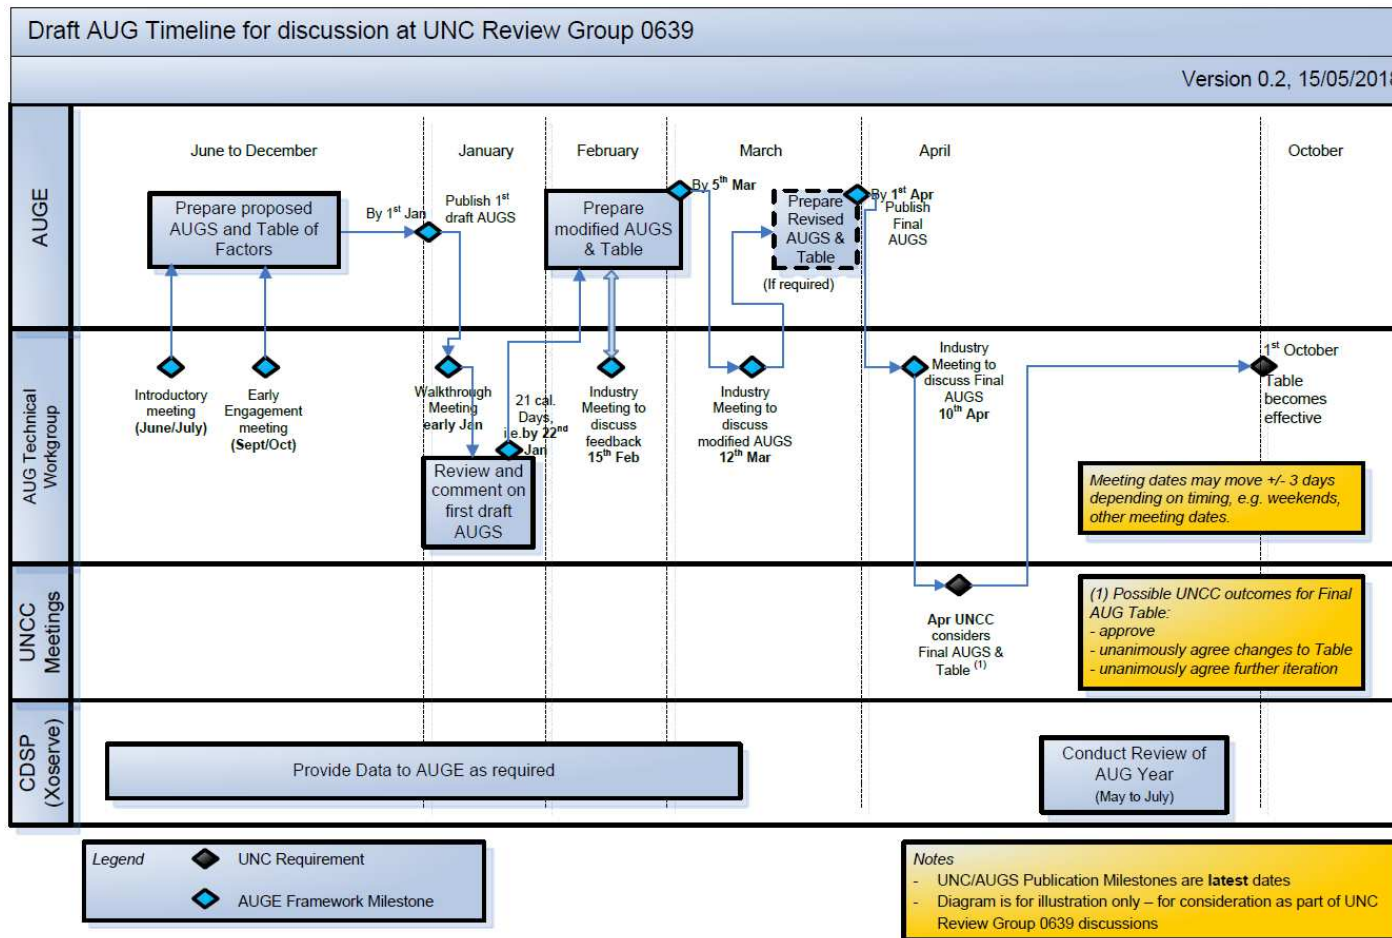 Draft AUG Timeline for discussion at UNC Review Group 0639
Version 0.2, 15/05/2018
AUGE
June to December
January
February
March
April
October
Prepare proposed
AUGS and Table of
Factors
By 1st Jan
Publish 1st
draft AUGS
Prepare
modified AUGS
& Table
By 5th Mar
Prepare
Revised
AUGS &
Table
(If required)
By 1st Apr
Publish
Final
AUGS
AUG Technical
Workgroup
Introductory
meeting
(June/July)
Early
Engagement
meeting
(Sept/Oct)
Walkthrough
Meeting
early Jan
21 cal.
Days,
i.e.by 22nd
Jan
Review and
comment on
first draft
AUGS
Industry
Meeting to
discuss
feedback
15th Feb
Industry
Meeting to
discuss
modified AUGS
12th Mar
Industry
Meeting to
discuss Final
AUGS
10th Apr
1st October
Table
becomes
effective
Meeting dates may move +/- 3 days
depending on timing, e.g. weekends,
other meeting dates.
UNCC
Meetings
Apr UNCC
considers
Final AUGS &
Table (1)
(1) Possible UNCC outcomes for Final
AUG Table:
- approve
- unanimously agree changes to Table
- unanimously agree further iteration
CDSP
(Xoserve)
Provide Data to AUGE as required
Conduct Review of
AUG Year
(May to July)
Legend
UNC Requirement
AUGE Framework Milestone
Notes
- UNC/AUGS Publication Milestones are latest dates
- Diagram is for illustration only – for consideration as part of UNC
Review Group 0639 discussions